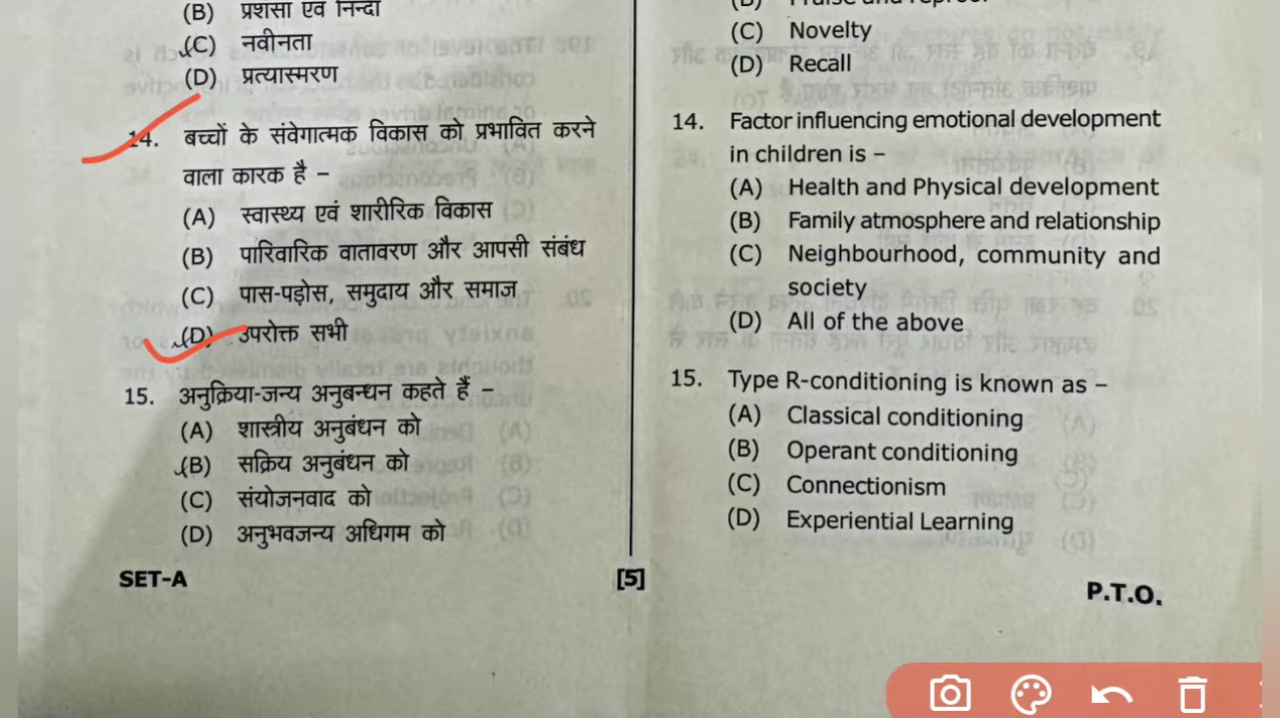 (B) प्रशंसा एवं निन्दा
(C) नवीनता
(D) प्रत्यास्मरण
14. बच्चों के संवेगात्मक विकास को प्रभावित करने
वाला कारक है –
(A) स्वास्थ्य एवं शारीरिक विकास
(B) पारिवारिक वातावरण और आपसी संबंध
(C) पास-पड़ोस, समुदाय और समाज
(D) उपरोक्त सभी
15. अनुक्रिया-जन्य अनुबन्धन कहते हैं –
(A) शास्त्रीय अनुबंधन को
(B) सक्रिय अनुबंधन को
(C) संयोजनवाद को
(D) अनुभवजन्य अधिगम को
SET-A
[5]
(B) Praise and reproof
(C) Novelty
(D) Recall
14. Factor influencing emotional development
in children is –
(A) Health and Physical development
(B) Family atmosphere and relationship
(C) Neighbourhood, community and
society
(D) All of the above
15. Type R-conditioning is known as –
(A) Classical conditioning
(B) Operant conditioning
(C) Connectionism
(D) Experiential Learning
P.T.O.